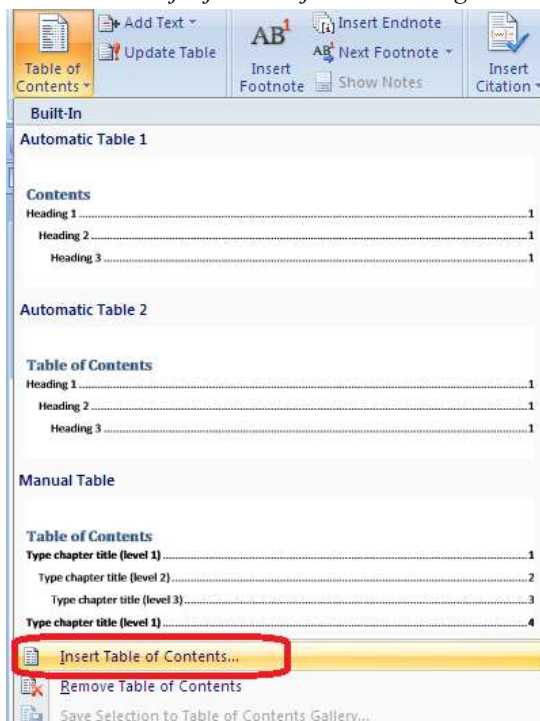 Add Text
Update Table
Table of
Contents
AB1
Insert
Footnote
Insert Endnote
AB1 Next Footnote
Show Notes
Insert
Citation
Built-In
Automatic Table 1
Contents
Heading 1 1
Heading 2 1
Heading 3 1
Automatic Table 2
Table of Contents
Heading 1 1
Heading 2 1
Heading 3 1
Manual Table
Table of Contents
Type chapter title (level 1) 1
Type chapter title (level 2) 2
Type chapter title (level 3) 3
Type chapter title (level 1) 4
Insert Table of Contents...
Remove Table of Contents
Save Selection to Table of Contents Gallery...